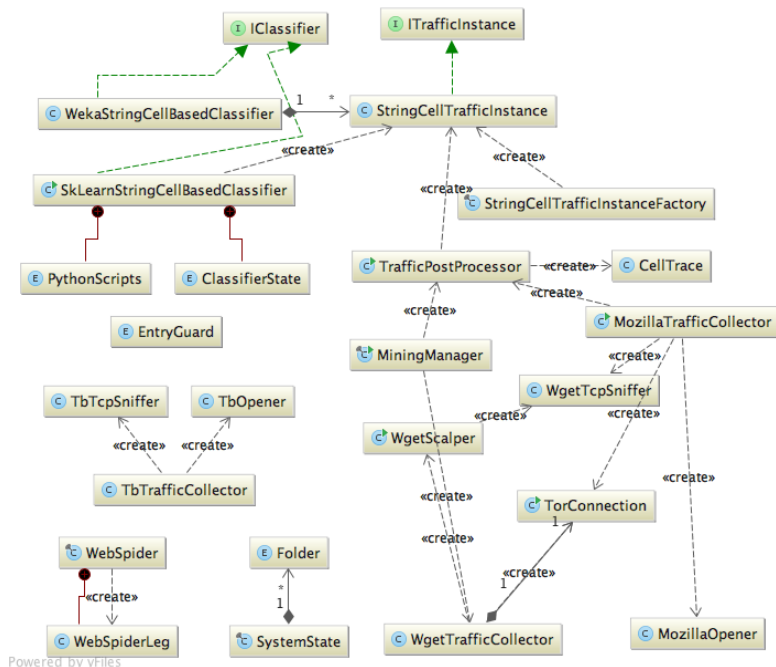 I IClassifier
I ITrafficInstance
C WekaStringCellBasedClassifier
1
*
C StringCellTrafficInstance
«create»
«create»
«create»
C SkLearnStringCellBasedClassifier
C StringCellTrafficInstanceFactory
E PythonScripts
E ClassifierState
C TrafficPostProcessor
«create»
C CellTrace
«create»
E EntryGuard
C MozillaTrafficCollector
C MiningManager
«create»
C TbTcpSniffer
C TbOpener
C WgetTcpSniffer
«create»
«create»
«create»
«create»
C WgetScalper
C TbTrafficCollector
«create»
C TorConnection
1
«create»
«create»
C WebSpider
E Folder
«create»
1
«create»
*
1
C WebSpiderLeg
C SystemState
C WgetTrafficCollector
C MozillaOpener
Powered by yFiles